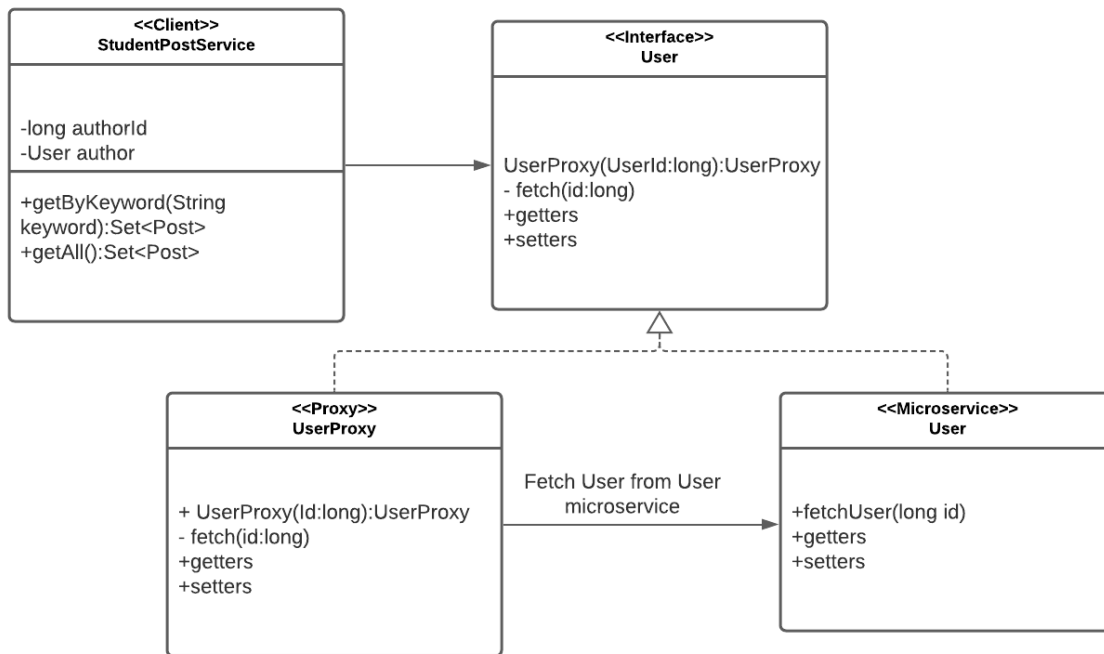 <<Client>>
StudentPostService
-long authorId
-User author
+getByKeyword(String
keyword):Set<Post>
+getAll():Set<Post>
<<Interface>>
User
UserProxy(UserId:long):UserProxy
- fetch(id:long)
+getters
+setters
<<Proxy>>
UserProxy
+ UserProxy(Id:long):UserProxy
- fetch(id:long)
+getters
+setters
Fetch User from User
microservice
<<Microservice>>
User
+fetchUser(long id)
+getters
+setters